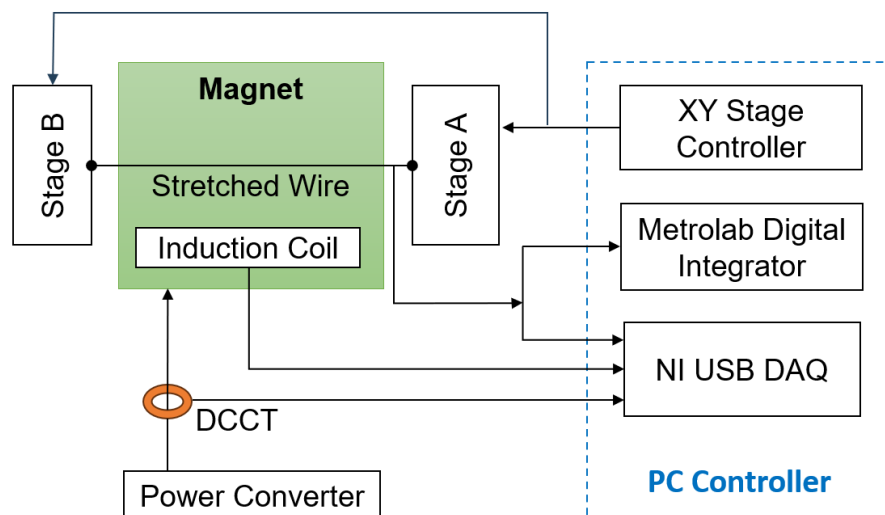 Magnet
Stage B
Stage A
XY Stage
Controller
Stretched Wire
Induction Coil
Metrolab Digital
Integrator
NI USB DAQ
DCCT
Power Converter
PC Controller